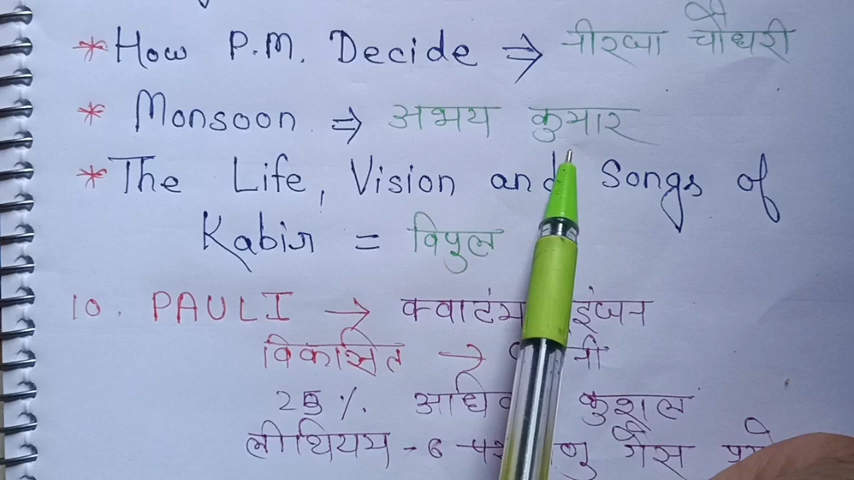 * How P.M. Decide ⇒ नीरजा चौधरी
* Monsoon ⇒ अभय कुमार
* The Life, Vision and Songs of
Kabir = विपुल
10. PAULI → क्वाटंम इंजन
विकसित →
25% कुशल
लीथियम - 6 गैस